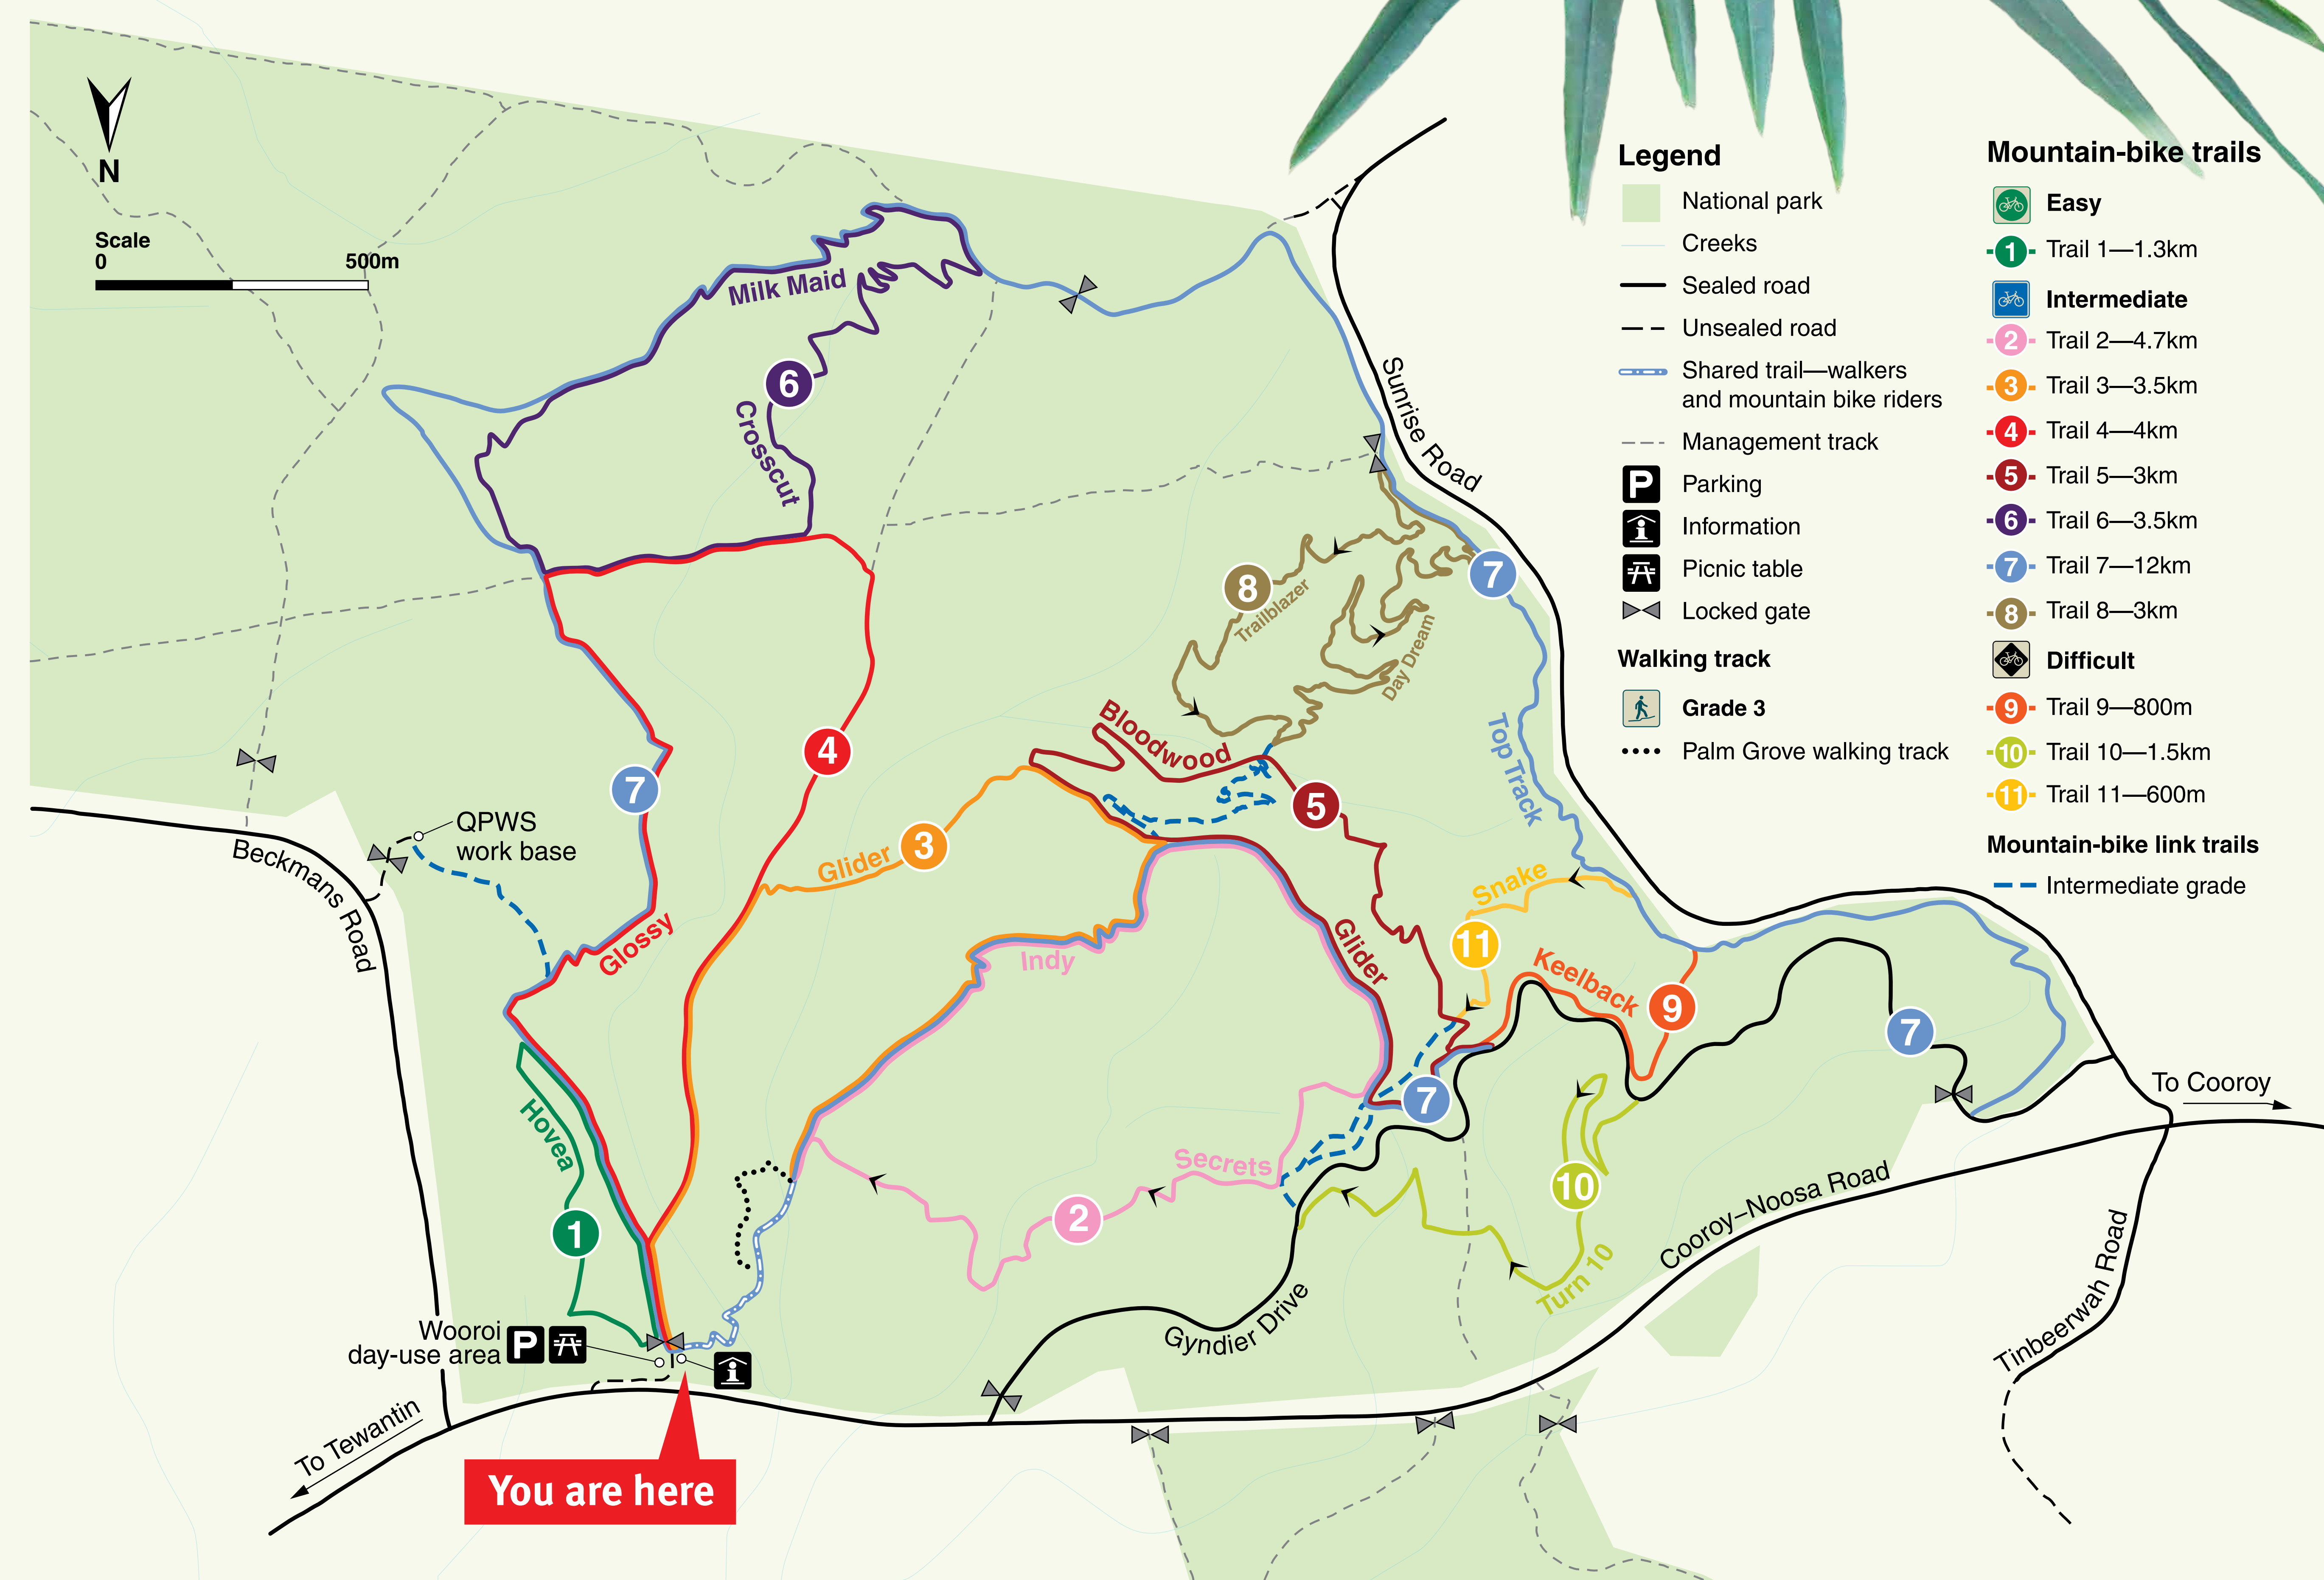 N
Scale
0 500m
Milk Maid
6
Crosscut
Sunrise Road
7
8
Trailblazer
Day Dream
Top Track
Bloodwood
5
4
7
Glossy
QPWS
work base
Beckmans Road
Glider
3
Indy
Glider
Snake
11
Keelback
9
7
7
To Cooroy
Hovea
1
Secrets
2
10
Turn 10
Cooroy–Noosa Road
Tinbeerwah Road
Gyndier Drive
Wooroi
day-use area
P
i
To Tewantin
You are here
Legend
National park
Creeks
Sealed road
Unsealed road
Shared trail—walkers
and mountain bike riders
Management track
P Parking
i Information
Picnic table
Locked gate
Walking track
Grade 3
Palm Grove walking track
Mountain-bike trails
Easy
1 Trail 1—1.3km
Intermediate
2 Trail 2—4.7km
3 Trail 3—3.5km
4 Trail 4—4km
5 Trail 5—3km
6 Trail 6—3.5km
7 Trail 7—12km
8 Trail 8—3km
Difficult
9 Trail 9—800m
10 Trail 10—1.5km
11 Trail 11—600m
Mountain-bike link trails
Intermediate grade